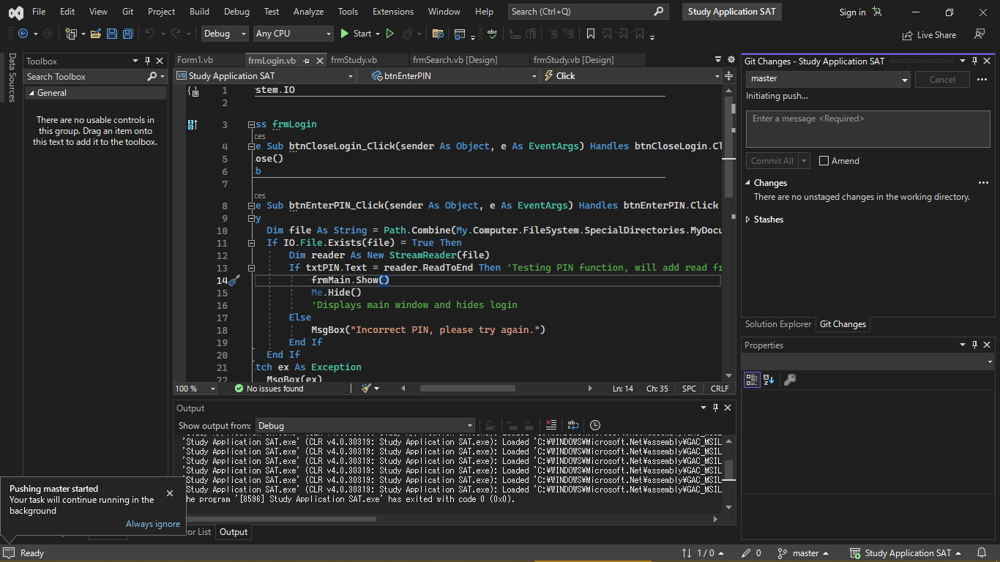 File Edit View Git Project Build Debug Test Analyze Tools Extensions Window Help Search (Ctrl+Q) Study Application SAT Sign in
Debug Any CPU Start Live Share
Data Sources
Toolbox
Search Toolbox
General
There are no usable controls in
this group. Drag an item onto
this text to add it to the toolbox.
Form1.vb frmLogin.vb frmStudy.vb frmSearch.vb [Design] frmStudy.vb [Design]
VB Study Application SAT btnEnterPIN Click
1 stem.IO
2
3 ss frmLogin
ces
4 e Sub btnCloseLogin_Click(sender As Object, e As EventArgs) Handles btnCloseLogin.Cl
5 lose()
6 ub
7
ces
8 e Sub btnEnterPIN_Click(sender As Object, e As EventArgs) Handles btnEnterPIN.Click
9 y
10 Dim file As String = Path.Combine(My.Computer.FileSystem.SpecialDirectories.MyDocu
11 If IO.File.Exists(file) = True Then
12 Dim reader As New StreamReader(file)
13 If txtPIN.Text = reader.ReadToEnd Then 'Testing PIN function, will add read fr
14 frmMain.Show()
15 Me.Hide()
16 'Displays main window and hides login
17 Else
18 MsgBox("Incorrect PIN, please try again.")
19 End If
20 End If
21 tch ex As Exception
22 MsgBox(ex)
100 % No issues found Ln: 14 Ch: 35 SPC CRLF
Output
Show output from: Debug
'Study Application SAT.exe' (CLR v4.0.30319: Study Application SAT.exe): Loaded 'C:¥WINDOWS¥Microsoft.Net¥assembly¥GAC_MSIL
'Study Application SAT.exe' (CLR v4.0.30319: Study Application SAT.exe): Loaded 'C:¥WINDOWS¥Microsoft.Net¥assembly¥GAC_MSIL
'Study Application SAT.exe' (CLR v4.0.30319: Study Application SAT.exe): Loaded 'C:¥WINDOWS¥Microsoft.Net¥assembly¥GAC_MSIL
'Study Application SAT.exe' (CLR v4.0.30319: Study Application SAT.exe): Loaded 'C:¥WINDOWS¥Microsoft.Net¥assembly¥GAC_MSIL
'Study Application SAT.exe' (CLR v4.0.30319: Study Application SAT.exe): Loaded 'C:¥WINDOWS¥Microsoft.Net¥assembly¥GAC_MSIL
'Study Application SAT.exe' (CLR v4.0.30319: Study Application SAT.exe): Loaded 'C:¥WINDOWS¥Microsoft.Net¥assembly¥GAC_MSIL
he program '[8596] Study Application SAT.exe' has exited with code 0 (0x0).
ror List Output
Git Changes - Study Application SAT
master Cancel
Initiating push...
Enter a message <Required>
Commit All Amend
Changes
There are no unstaged changes in the working directory.
Stashes
Solution Explorer Git Changes
Properties
Pushing master started
Your task will continue running in the
background
Always ignore
Ready 1 / 0 0 master Study Application SAT